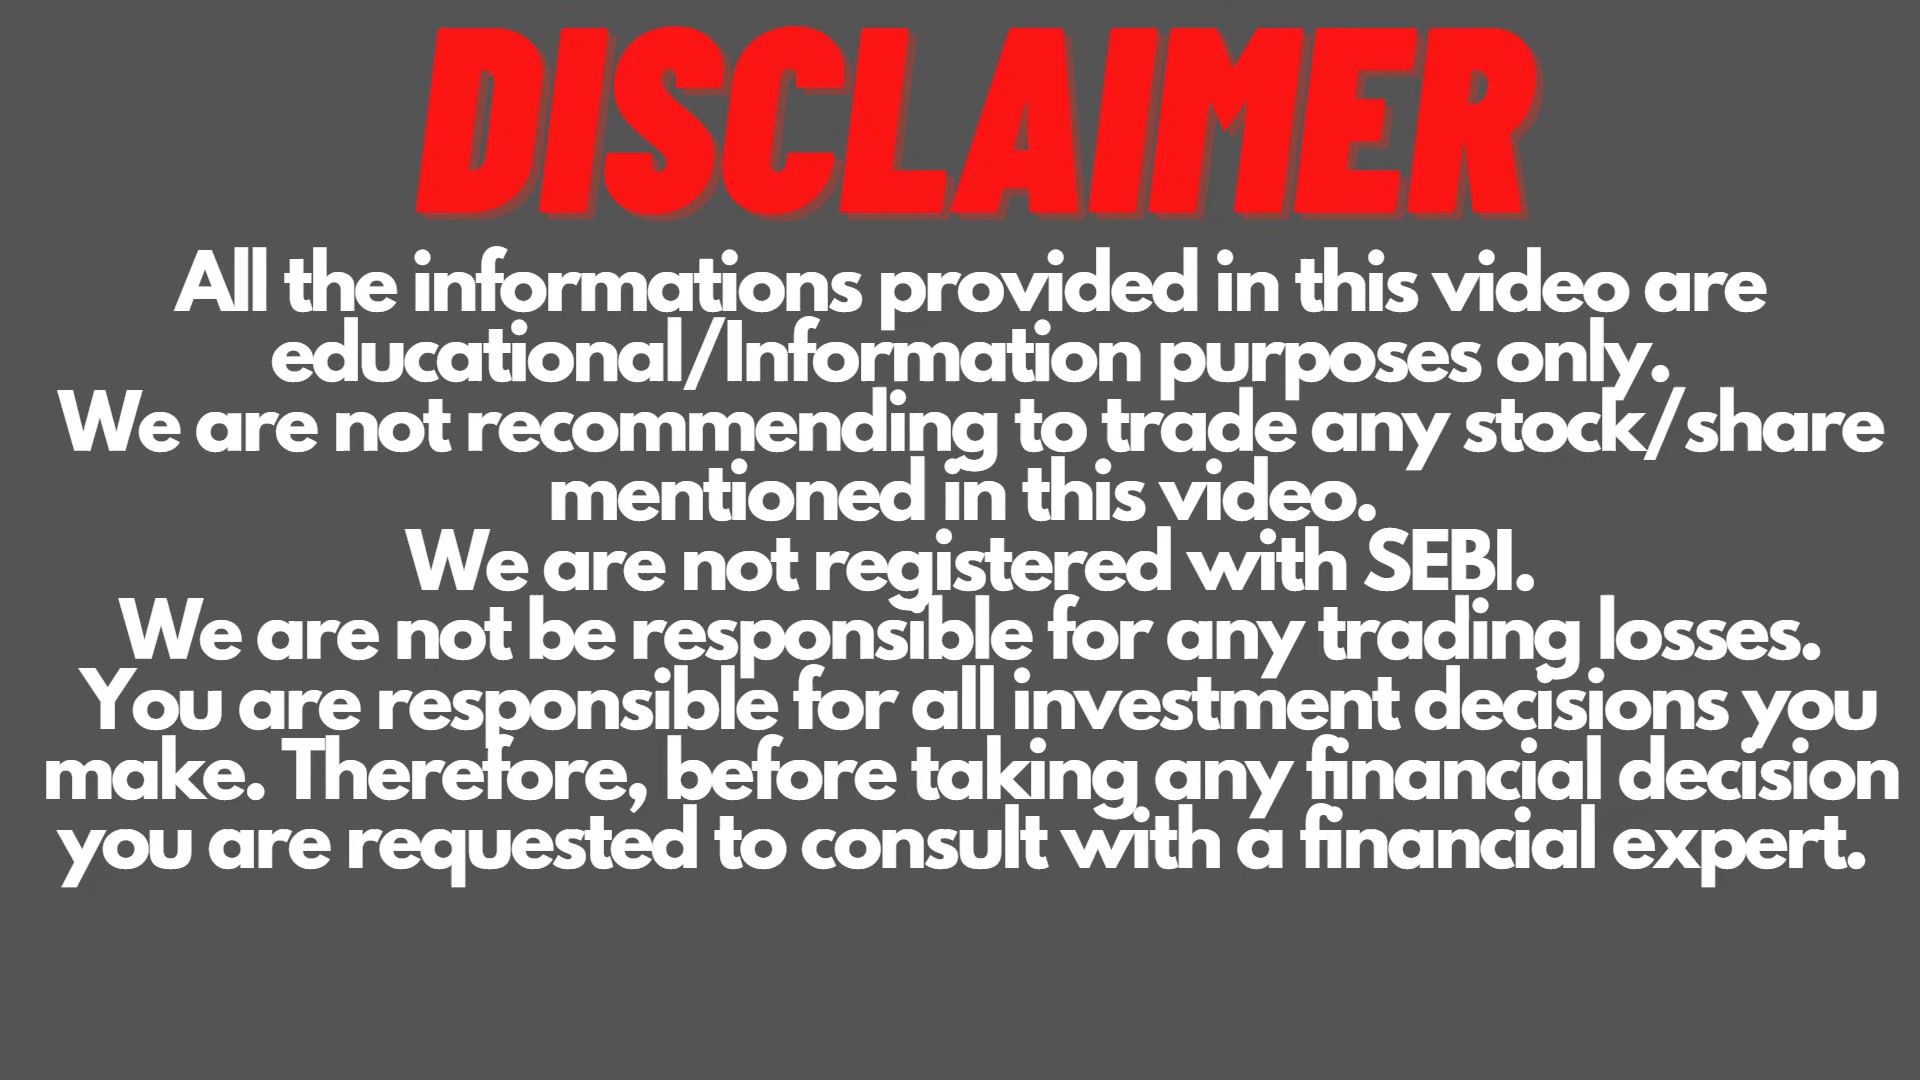 DISCLAIMER
All the informations provided in this video are
educational/Information purposes only.
We are not recommending to trade any stock/share
mentioned in this video.
We are not registered with SEBI.
We are not be responsible for any trading losses.
You are responsible for all investment decisions you
make. Therefore, before taking any financial decision
you are requested to consult with a financial expert.